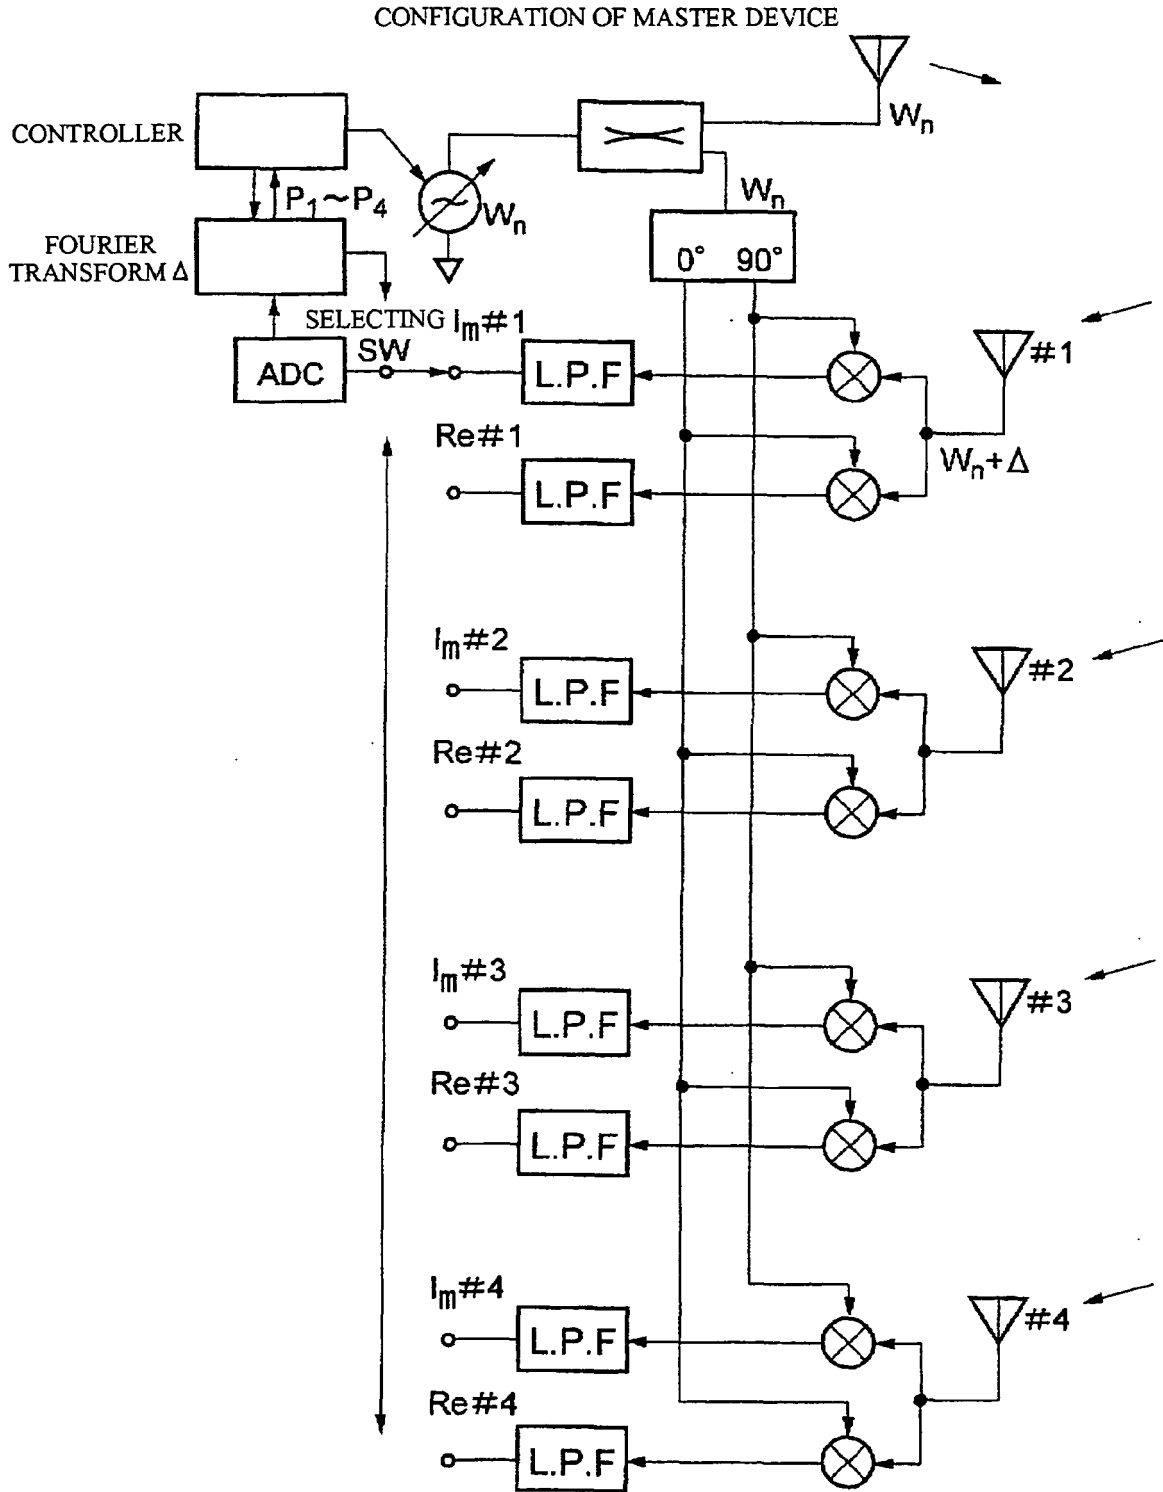 CONFIGURATION OF MASTER DEVICE
Wn
CONTROLLER
P1~P4
Wn
Wn
0° 90°
FOURIER
TRANSFORM Δ
SELECTING Im#1
SW
ADC
L.P.F
#1
Re#1
Wn+Δ
L.P.F
Im#2
L.P.F
#2
Re#2
L.P.F
Im#3
L.P.F
#3
Re#3
L.P.F
Im#4
L.P.F
#4
Re#4
L.P.F